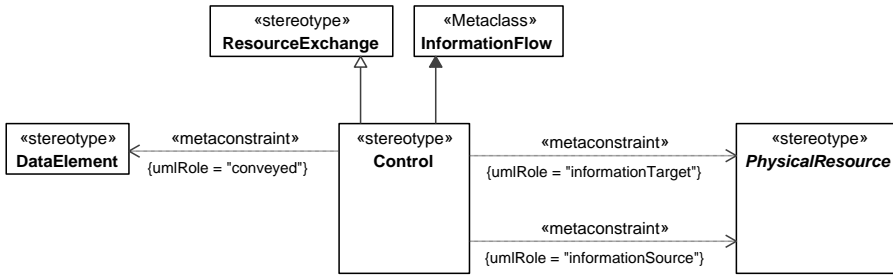 «stereotype»
ResourceExchange
«Metaclass»
InformationFlow
«stereotype»
DataElement
«metaconstraint»
{umlRole = "conveyed"}
«stereotype»
Control
«metaconstraint»
{umlRole = "informationTarget"}
«stereotype»
PhysicalResource
«metaconstraint»
{umlRole = "informationSource"}